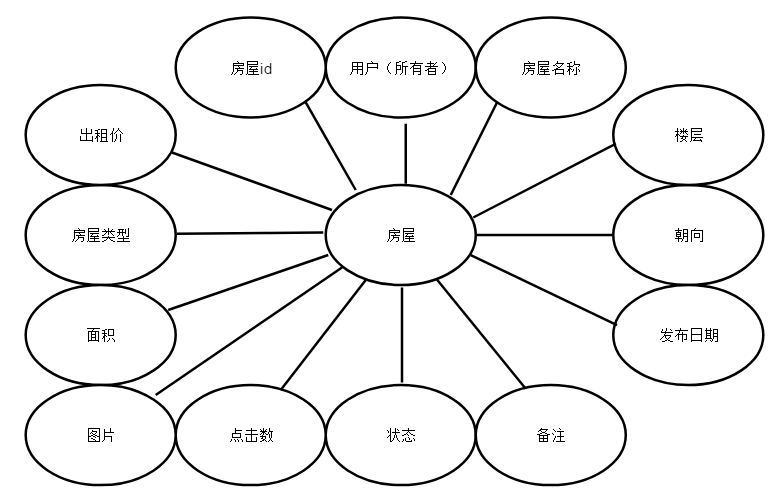 房屋id
用户（所有者）
房屋名称
出租价
楼层
房屋类型
房屋
朝向
面积
发布日期
图片
点击数
状态
备注